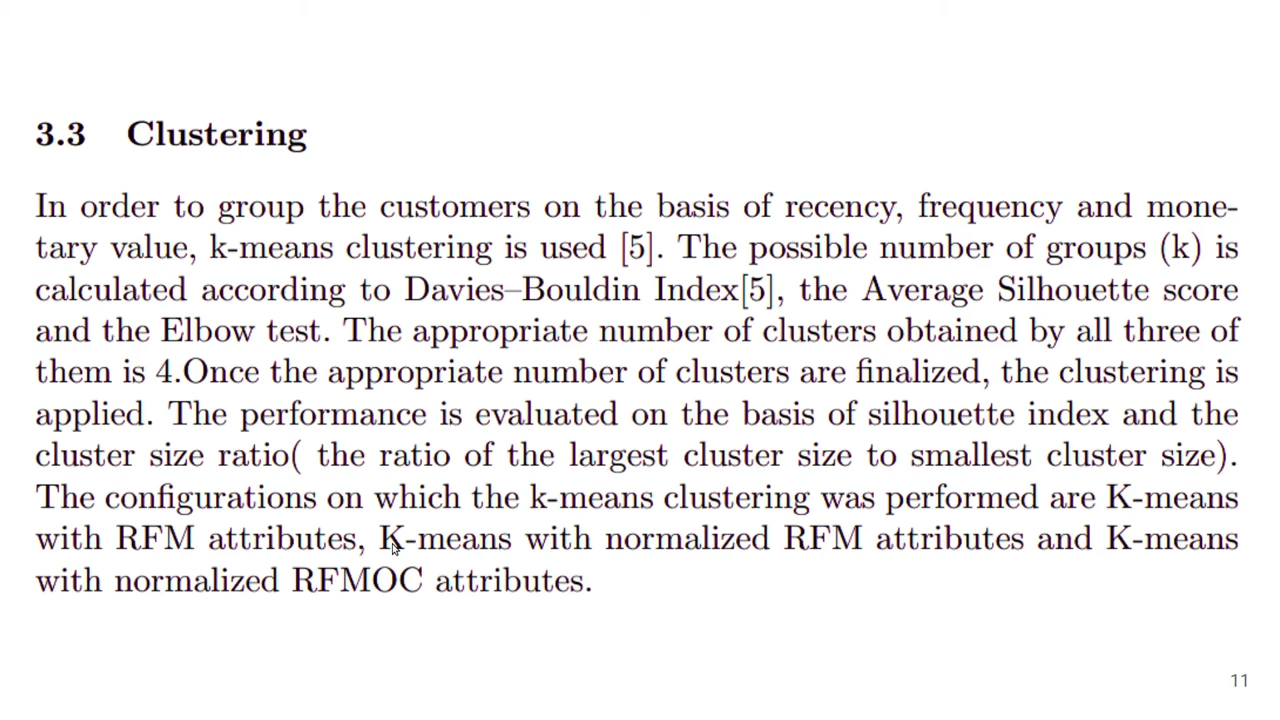 3.3 Clustering
In order to group the customers on the basis of recency, frequency and mone-
tary value, k-means clustering is used [5]. The possible number of groups (k) is
calculated according to Davies–Bouldin Index[5], the Average Silhouette score
and the Elbow test. The appropriate number of clusters obtained by all three of
them is 4.Once the appropriate number of clusters are finalized, the clustering is
applied. The performance is evaluated on the basis of silhouette index and the
cluster size ratio( the ratio of the largest cluster size to smallest cluster size).
The configurations on which the k-means clustering was performed are K-means
with RFM attributes, K-means with normalized RFM attributes and K-means
with normalized RFMOC attributes.
11